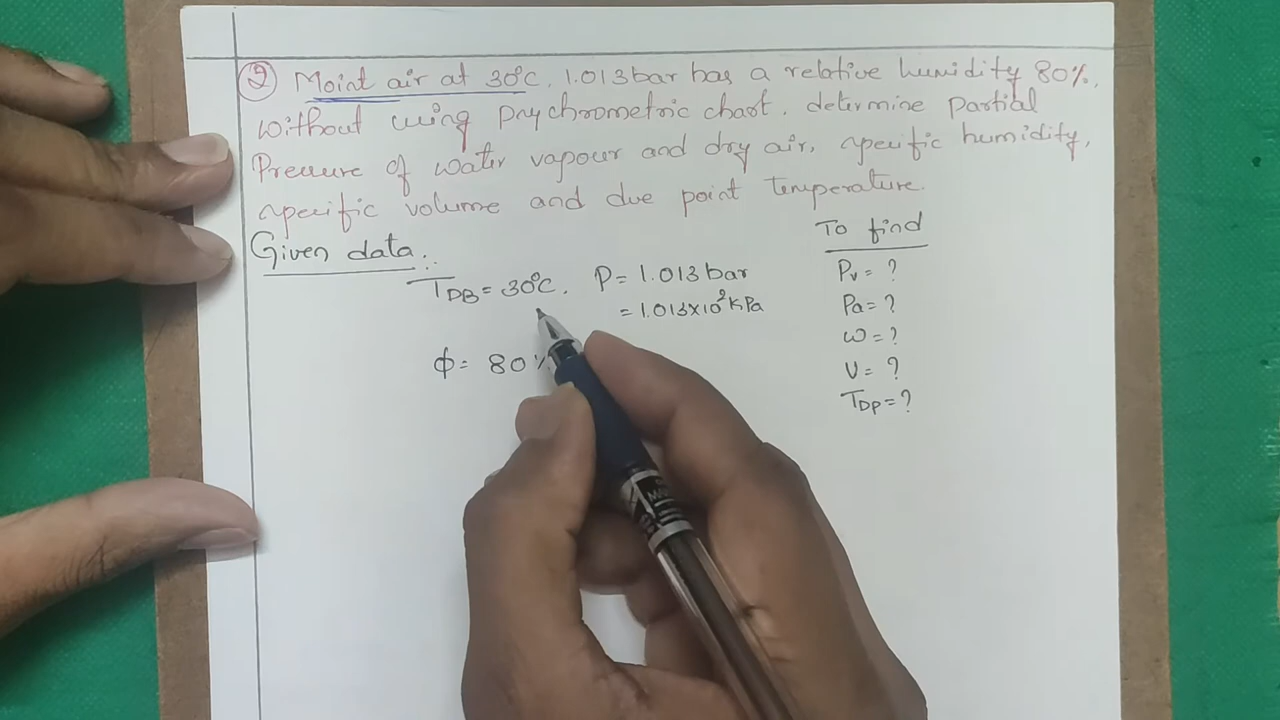 2 Moist air at 30°C, 1.013 bar has a relative humidity 80%,
without using psychrometric chart. determine partial
Pressure of water vapour and dry air, specific humidity,
specific volume and due point temperature.
Given data..
To find
T_DB = 30°C. P = 1.013 bar
= 1.013×10² KPa
ϕ = 80%
Pv = ?
Pa = ?
ω = ?
V = ?
T_DP = ?